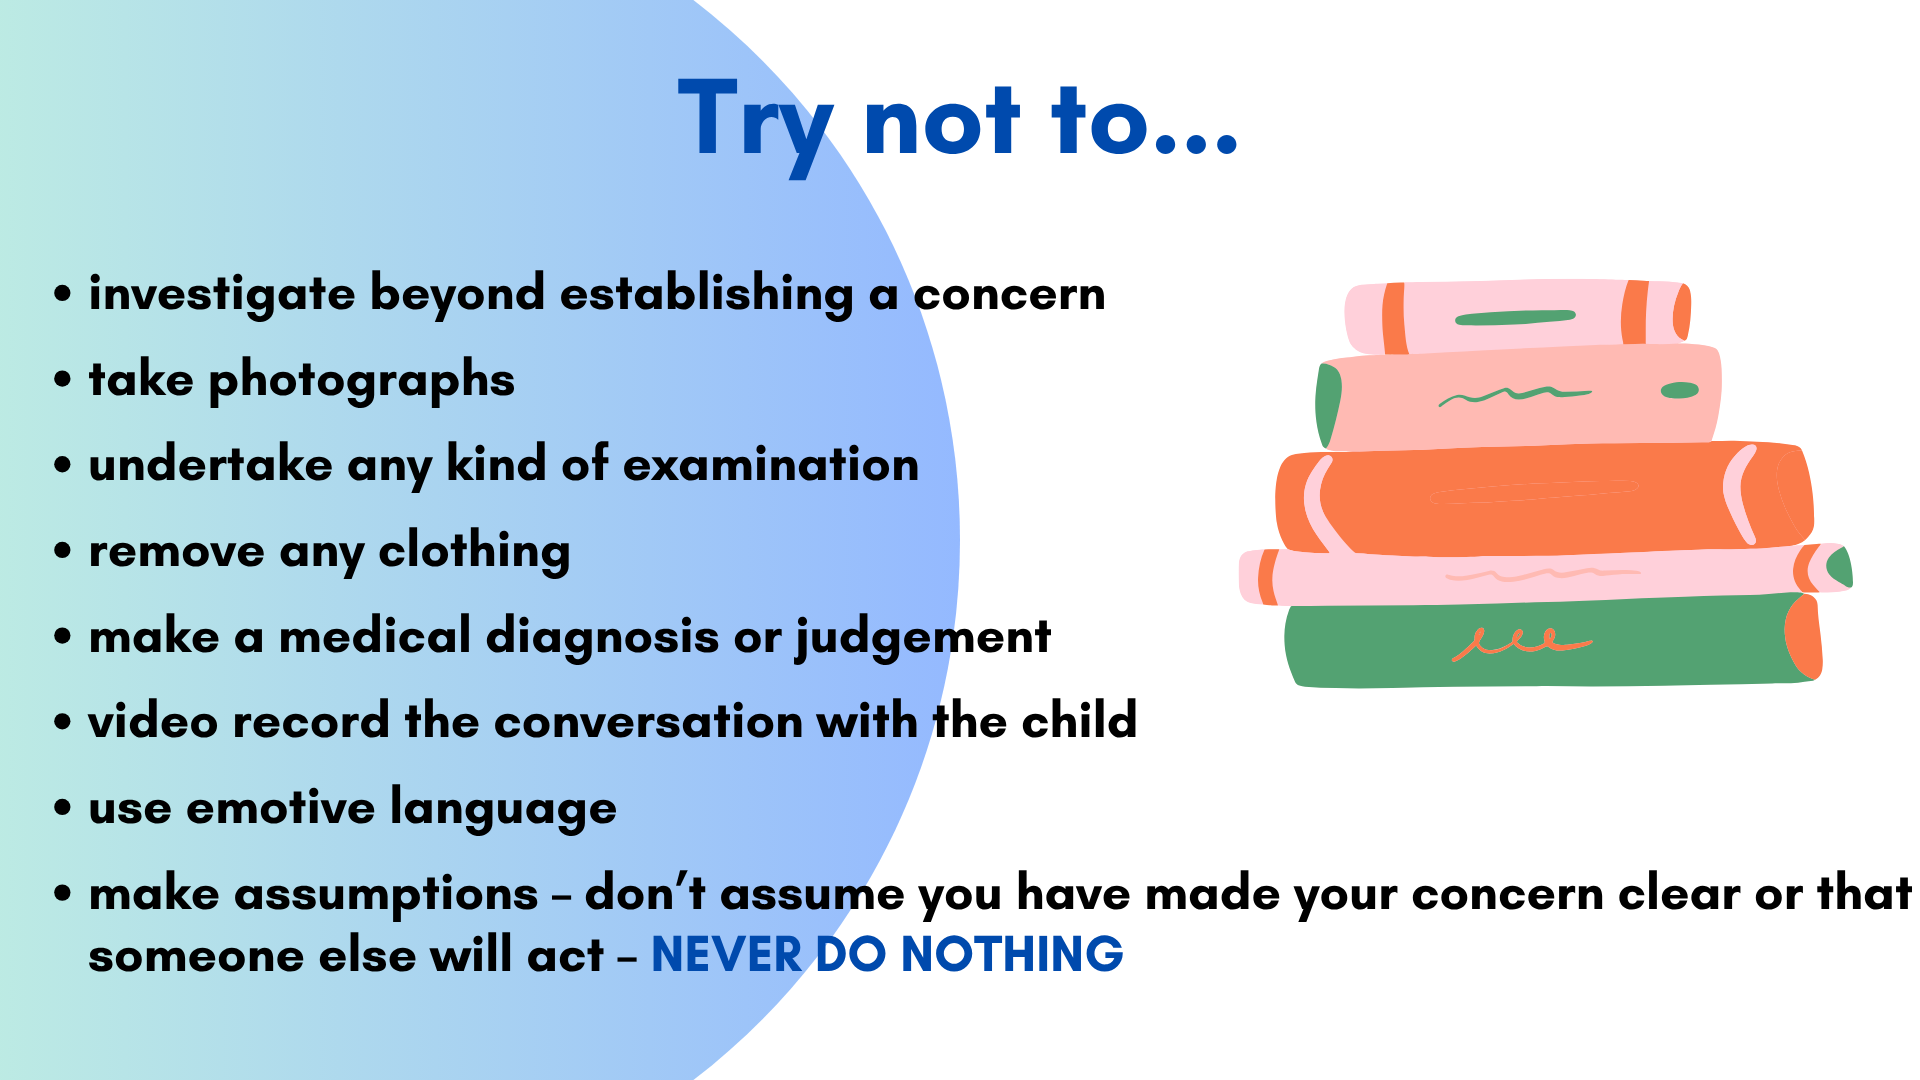 Try not to...
• investigate beyond establishing a concern
• take photographs
• undertake any kind of examination
• remove any clothing
• make a medical diagnosis or judgement
• video record the conversation with the child
• use emotive language
• make assumptions – don’t assume you have made your concern clear or that
someone else will act – NEVER DO NOTHING